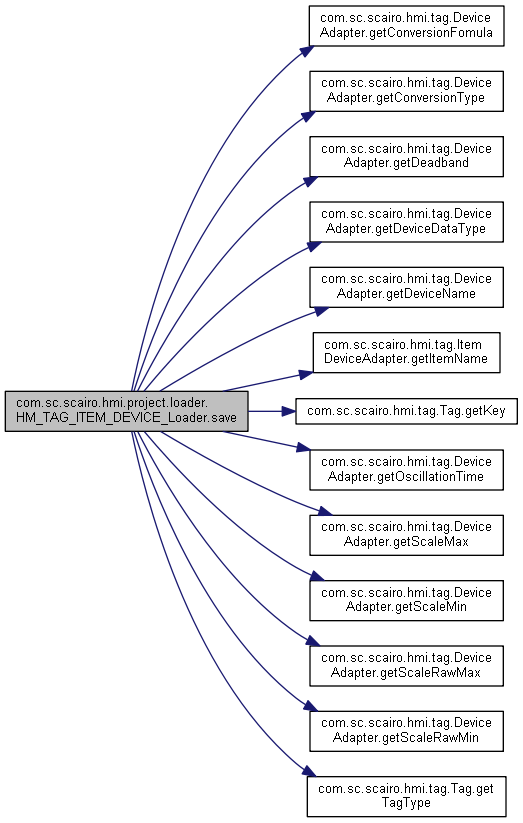 com.sc.scairo.hmi.tag.Device
Adapter.getConversionFomula
com.sc.scairo.hmi.tag.Device
Adapter.getConversionType
com.sc.scairo.hmi.tag.Device
Adapter.getDeadband
com.sc.scairo.hmi.tag.Device
Adapter.getDeviceDataType
com.sc.scairo.hmi.tag.Device
Adapter.getDeviceName
com.sc.scairo.hmi.tag.Item
DeviceAdapter.getItemName
com.sc.scairo.hmi.project.loader.
HM_TAG_ITEM_DEVICE_Loader.save
com.sc.scairo.hmi.tag.Tag.getKey
com.sc.scairo.hmi.tag.Device
Adapter.getOscillationTime
com.sc.scairo.hmi.tag.Device
Adapter.getScaleMax
com.sc.scairo.hmi.tag.Device
Adapter.getScaleMin
com.sc.scairo.hmi.tag.Device
Adapter.getScaleRawMax
com.sc.scairo.hmi.tag.Device
Adapter.getScaleRawMin
com.sc.scairo.hmi.tag.Tag.get
TagType